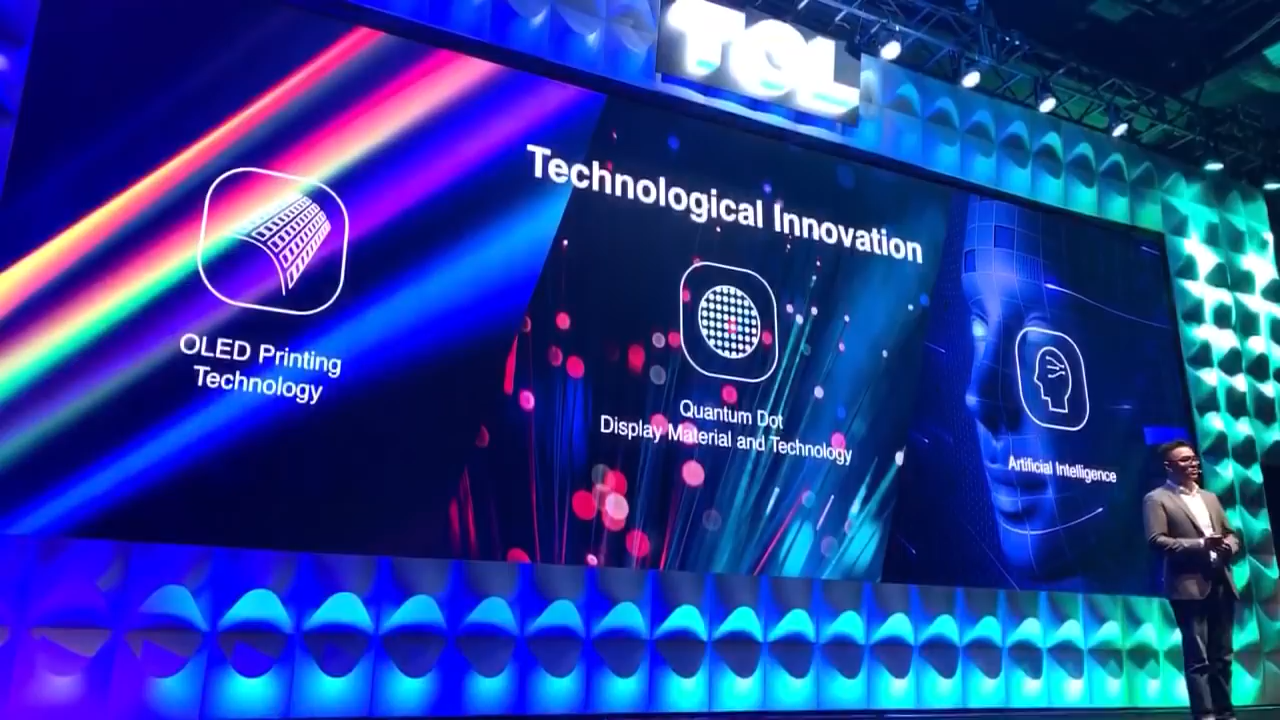 TCL
Technological Innovation
OLED Printing
Technology
Quantum Dot
Display Material and Technology
Artificial Intelligence